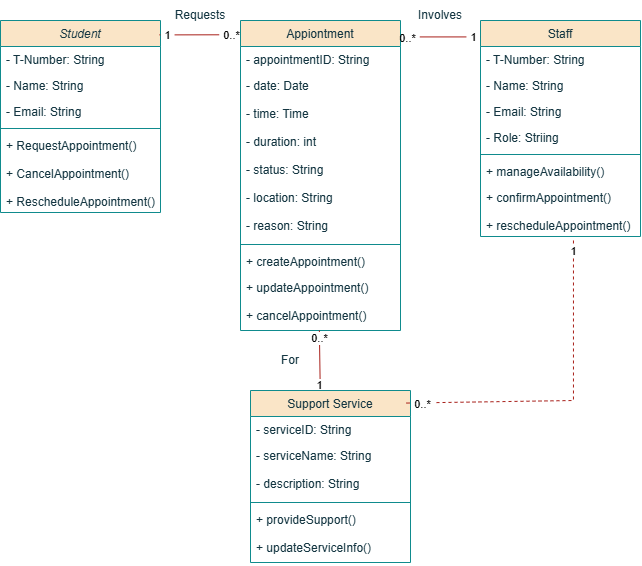 Requests
Involves
Student
1
0..*
Appiontment
0..*
1
Staff
- T-Number: String
- Name: String
- Email: String
+ RequestAppointment()
+ CancelAppointment()
+ RescheduleAppointment()
- appointmentID: String
- date: Date
- time: Time
- duration: int
- status: String
- location: String
- reason: String
+ createAppointment()
+ updateAppointment()
+ cancelAppointment()
- T-Number: String
- Name: String
- Email: String
- Role: Striing
+ manageAvailability()
+ confirmAppointment()
+ rescheduleAppointment()
1
0..*
For
1
Support Service
0..*
- serviceID: String
- serviceName: String
- description: String
+ provideSupport()
+ updateServiceInfo()